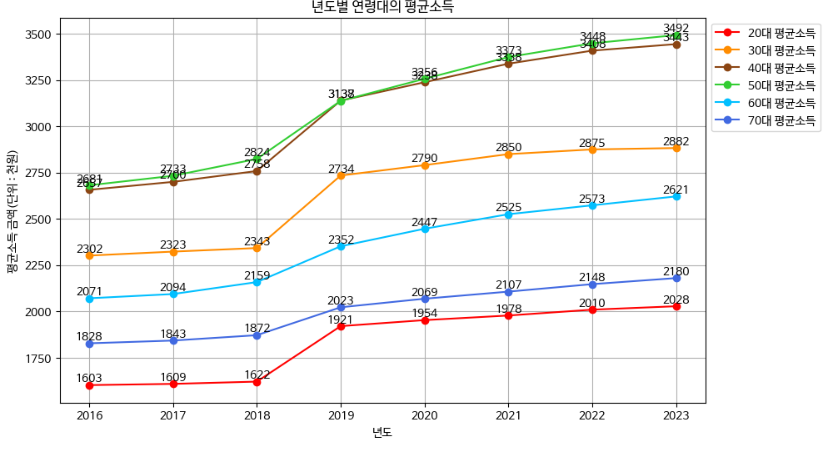 년도별 연령대의 평균소득
평균소득 금액(단위 : 천원)
3500
3250
3000
2750
2500
2250
2000
1750
2681 2733 2824 3256 3373 3448 3492
2700 2758 3238 3338 3408 3443
2302 2323 2343 2734 2790 2850 2875 2882
2071 2094 2159 2352 2447 2525 2573 2621
1828 1843 1872 2023 2069 2107 2148 2180
1603 1609 1622 1921 1954 1978 2010 2028
2016 2017 2018 2019 2020 2021 2022 2023
년도
20대 평균소득
30대 평균소득
40대 평균소득
50대 평균소득
60대 평균소득
70대 평균소득